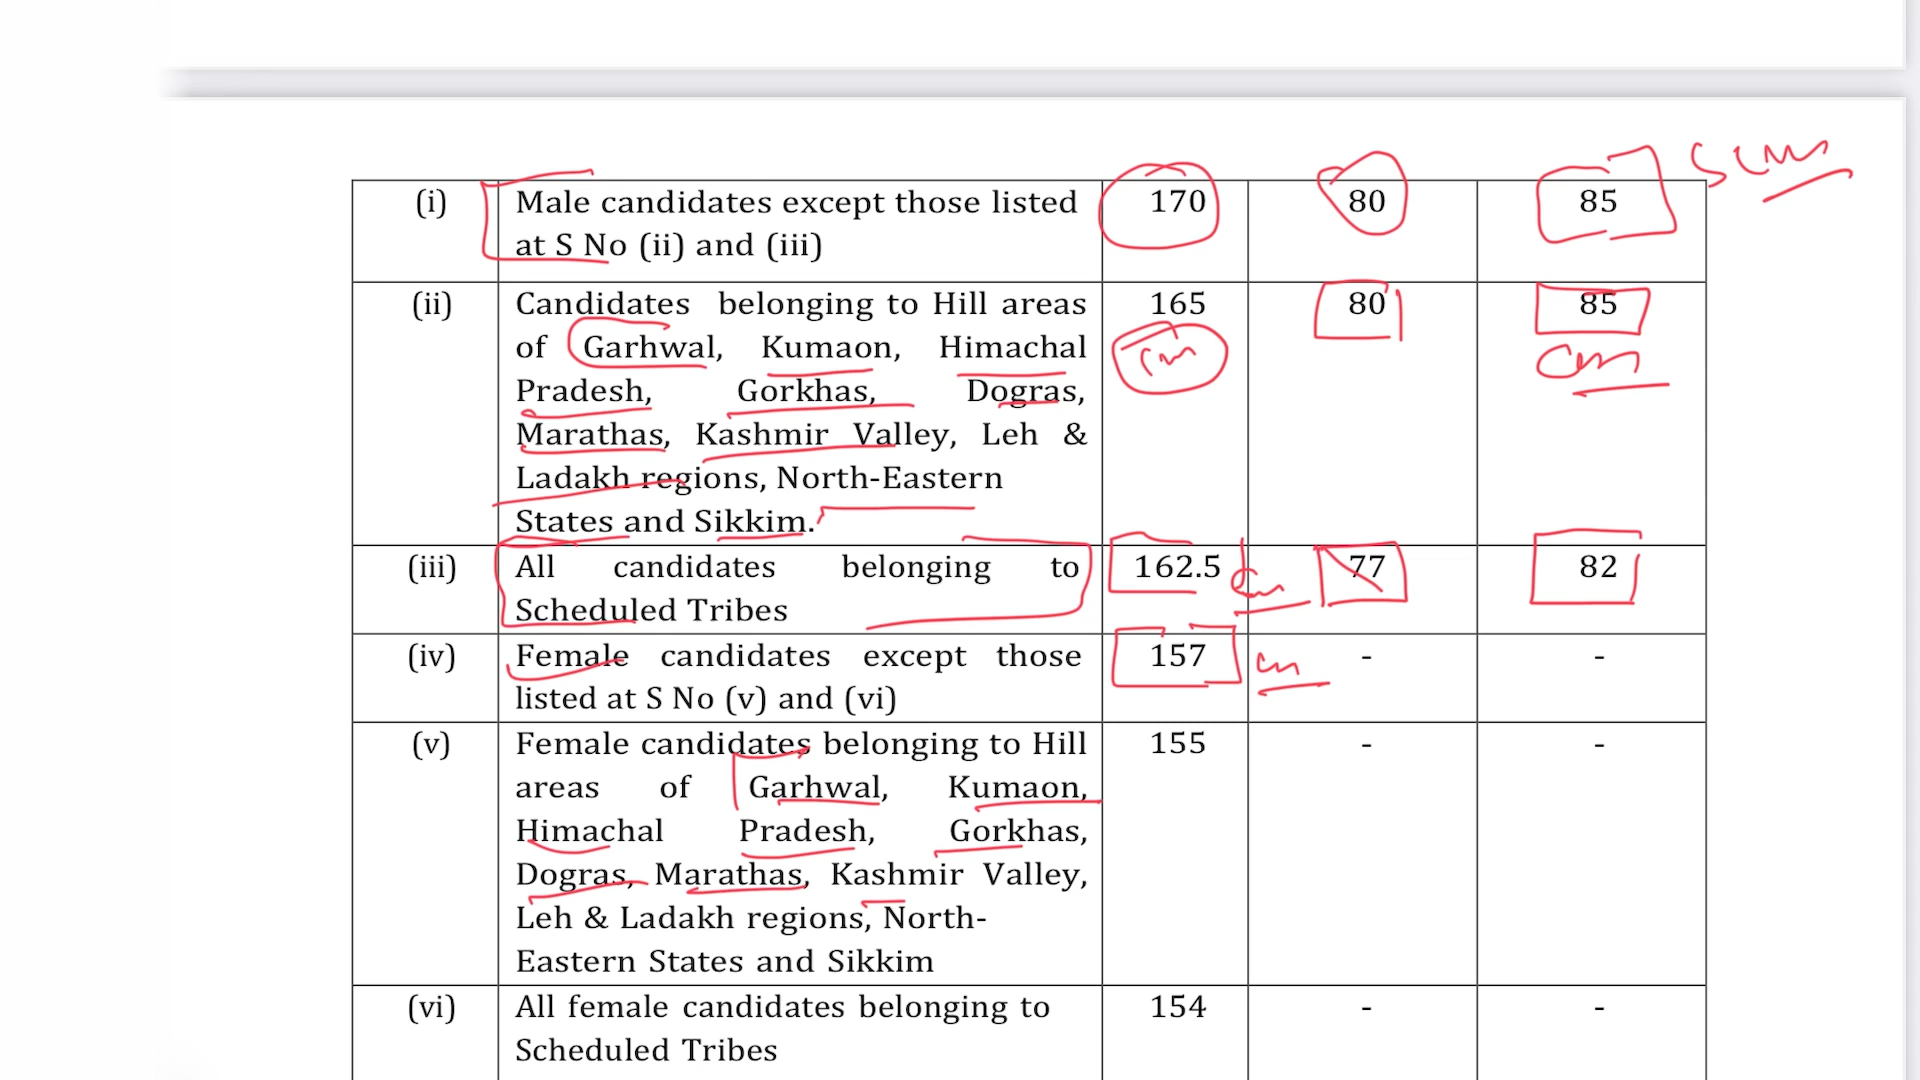 (i) Male candidates except those listed 170 80 85 5cm
at S No (ii) and (iii)
(ii) Candidates belonging to Hill areas 165 80 85
of Garhwal, Kumaon, Himachal cm cm
Pradesh, Gorkhas, Dogras,
Marathas, Kashmir Valley, Leh &
Ladakh regions, North-Eastern
States and Sikkim.
(iii) All candidates belonging to 162.5 cm 77 82
Scheduled Tribes
(iv) Female candidates except those 157 cm - -
listed at S No (v) and (vi)
(v) Female candidates belonging to Hill 155 - -
areas of Garhwal, Kumaon,
Himachal Pradesh, Gorkhas,
Dogras, Marathas, Kashmir Valley,
Leh & Ladakh regions, North-
Eastern States and Sikkim
(vi) All female candidates belonging to 154 - -
Scheduled Tribes